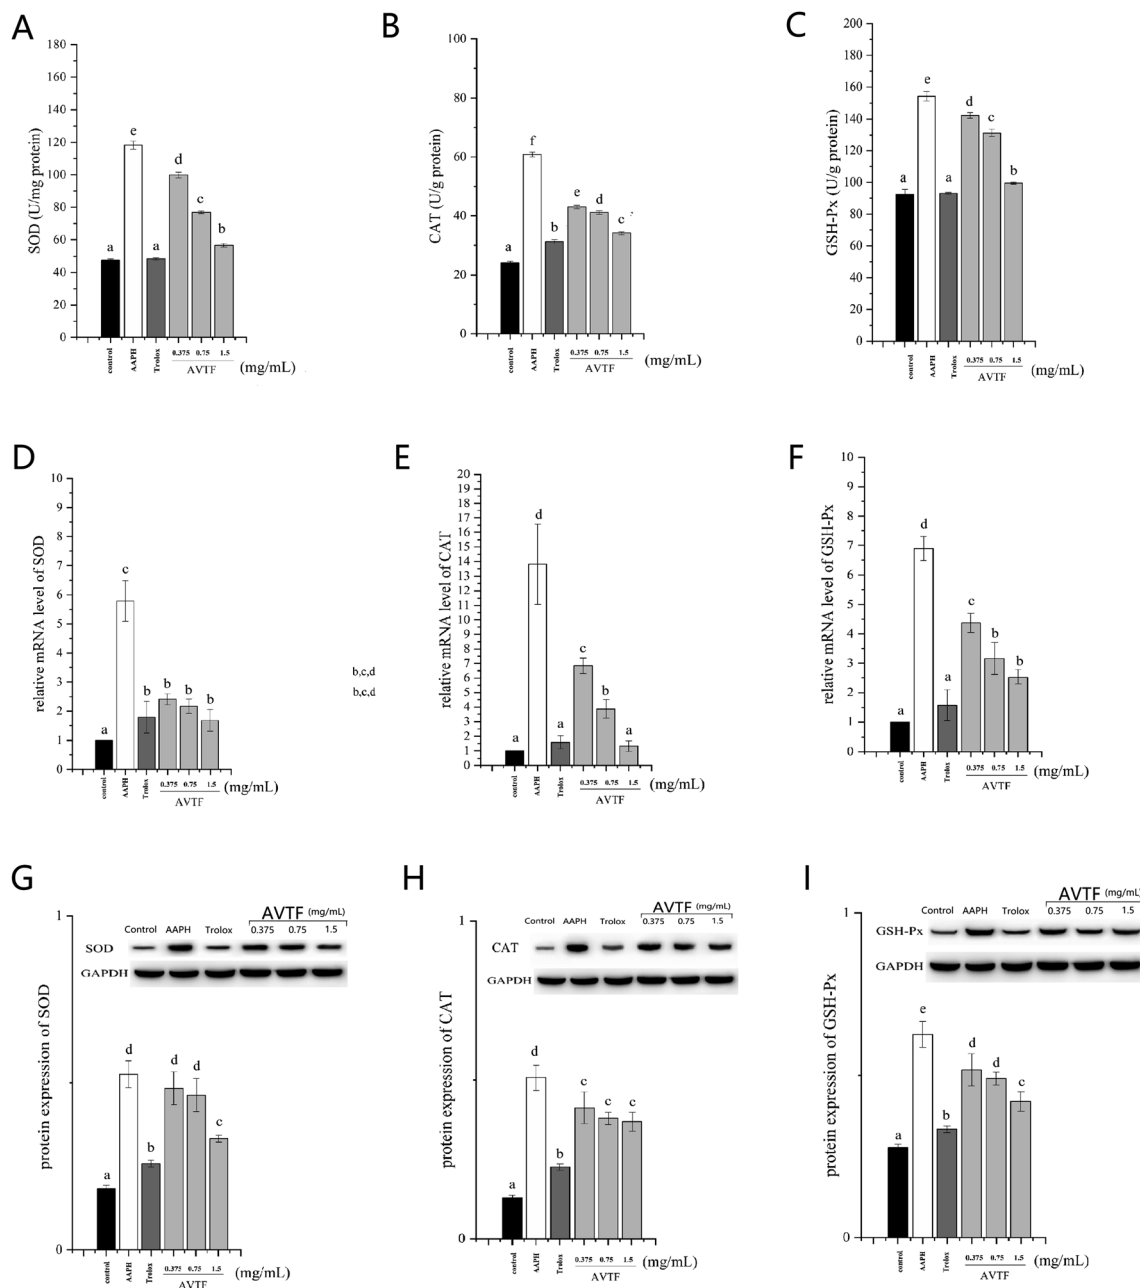 A
SOD (U/mg protein)
180
160
140
120
100
80
60
40
20
0
a
e
a
d
c
b
control
AAPH
Trolox
0.375 0.75 1.5
AVTF
(mg/mL)
B
CAT (U/g protein)
100
80
60
40
20
0
a
f
b
e
d
c
control
AAPH
Trolox
0.375 0.75 1.5
AVTF
(mg/mL)
C
GSH-Px (U/g protein)
200
180
160
140
120
100
80
60
40
20
0
a
e
a
d
c
b
control
AAPH
Trolox
0.375 0.75 1.5
AVTF
(mg/mL)
D
relative mRNA level of SOD
10
9
8
7
6
5
4
3
2
1
0
a
c
b
b
b
b
control
AAPH
Trolox
0.375 0.75 1.5
AVTF
(mg/mL)
b,c,d
b,c,d
E
relative mRNA level of CAT
20
19
18
17
16
15
14
13
12
11
10
9
8
7
6
5
4
3
2
1
0
a
d
a
c
b
a
control
AAPH
Trolox
0.375 0.75 1.5
AVTF
(mg/mL)
F
relative mRNA level of GSH-Px
10
9
8
7
6
5
4
3
2
1
0
a
d
a
c
b
b
control
AAPH
Trolox
0.375 0.75 1.5
AVTF
(mg/mL)
G
protein expression of SOD
1
0
AVTF (mg/mL)
Control AAPH Trolox 0.375 0.75 1.5
SOD
GAPDH
a
d
b
d
d
c
control
AAPH
Trolox
0.375 0.75 1.5
AVTF
(mg/mL)
H
protein expression of CAT
1
0
AVTF (mg/mL)
Control AAPH Trolox 0.375 0.75 1.5
CAT
GAPDH
a
d
b
c
c
c
control
AAPH
Trolox
0.375 0.75 1.5
AVTF
(mg/mL)
I
protein expression of GSH-Px
1
0
AVTF (mg/mL)
Control AAPH Trolox 0.375 0.75 1.5
GSH-Px
GAPDH
a
e
b
d
d
c
control
AAPH
Trolox
0.375 0.75 1.5
AVTF
(mg/mL)